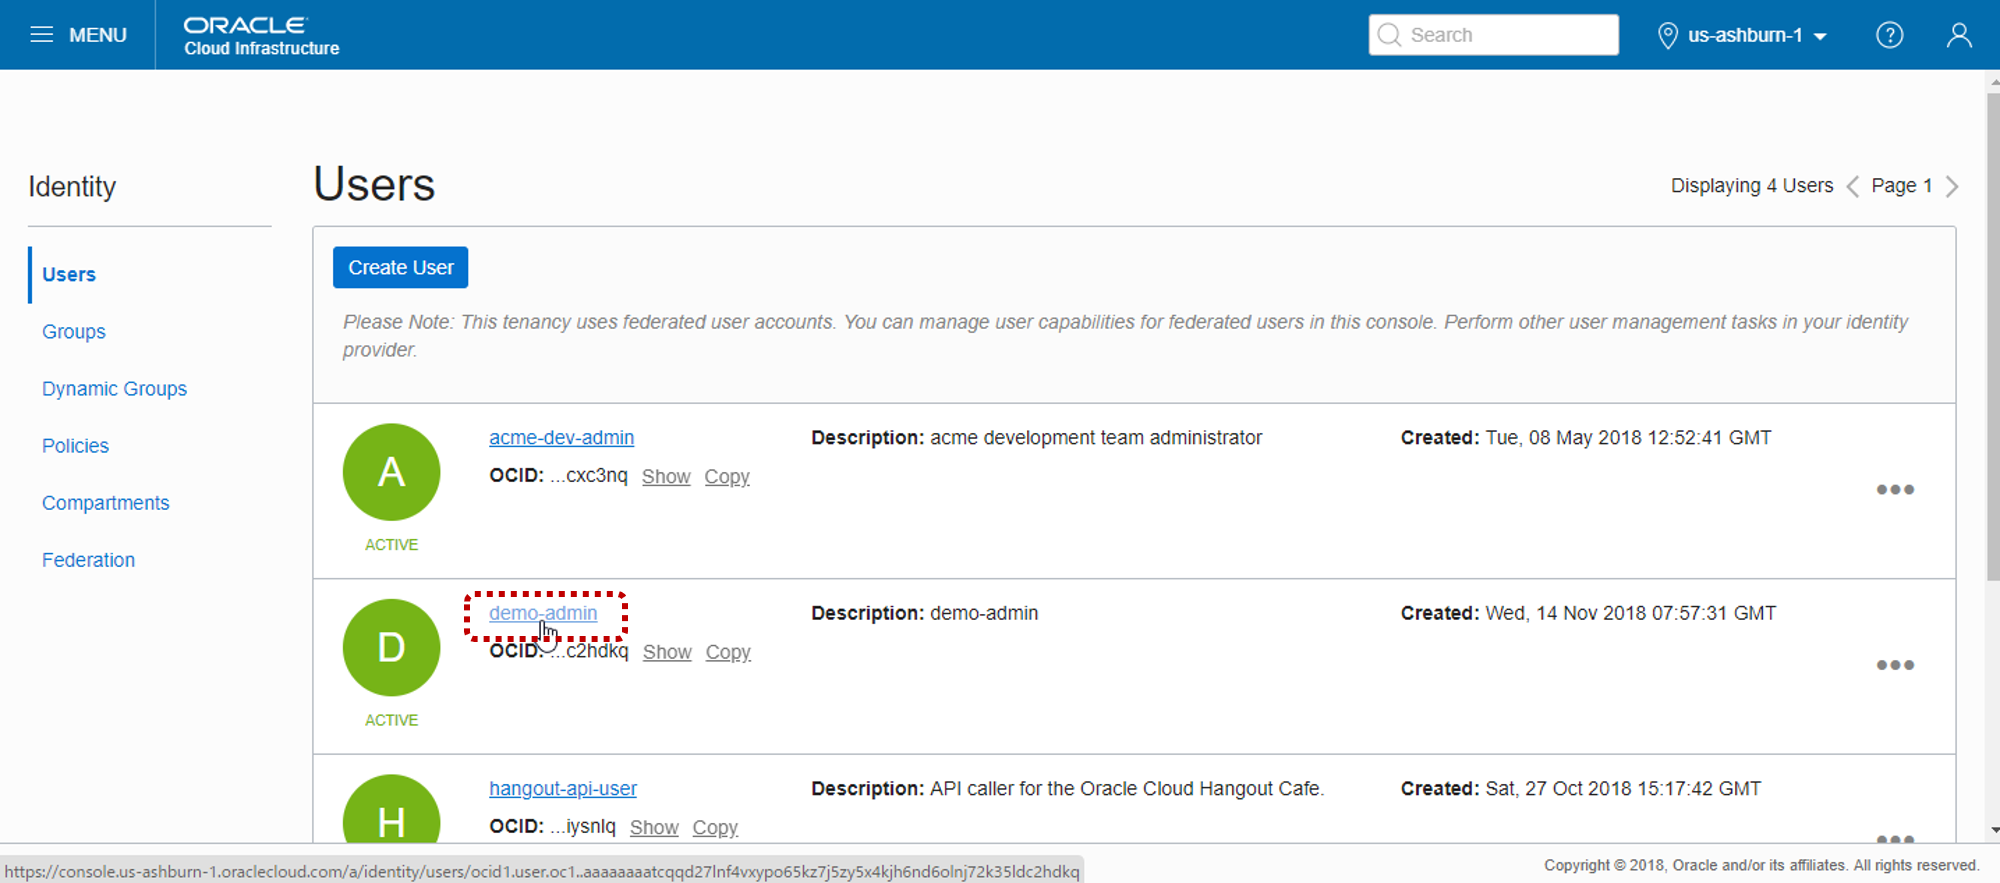 MENU
ORACLE
Cloud Infrastructure
Search
us-ashburn-1
?
Identity
Users
Groups
Dynamic Groups
Policies
Compartments
Federation
Users
Displaying 4 Users
Page 1
Create User
Please Note: This tenancy uses federated user accounts. You can manage user capabilities for federated users in this console. Perform other user management tasks in your identity
provider.
A
ACTIVE
acme-dev-admin
OCID: ...cxc3nq Show Copy
Description: acme development team administrator
Created: Tue, 08 May 2018 12:52:41 GMT
D
ACTIVE
demo-admin
OCID: ...c2hdkq Show Copy
Description: demo-admin
Created: Wed, 14 Nov 2018 07:57:31 GMT
H
hangout-api-user
OCID: ...iysnlq Show Copy
Description: API caller for the Oracle Cloud Hangout Cafe.
Created: Sat, 27 Oct 2018 15:17:42 GMT
https://console.us-ashburn-1.oraclecloud.com/a/identity/users/ocid1.user.oc1..aaaaaaaatcqqd27lnf4vxypo65kz7j5zy5x4kjh6nd6olnj72k35ldc2hdkq
Copyright © 2018, Oracle and/or its affiliates. All rights reserved.